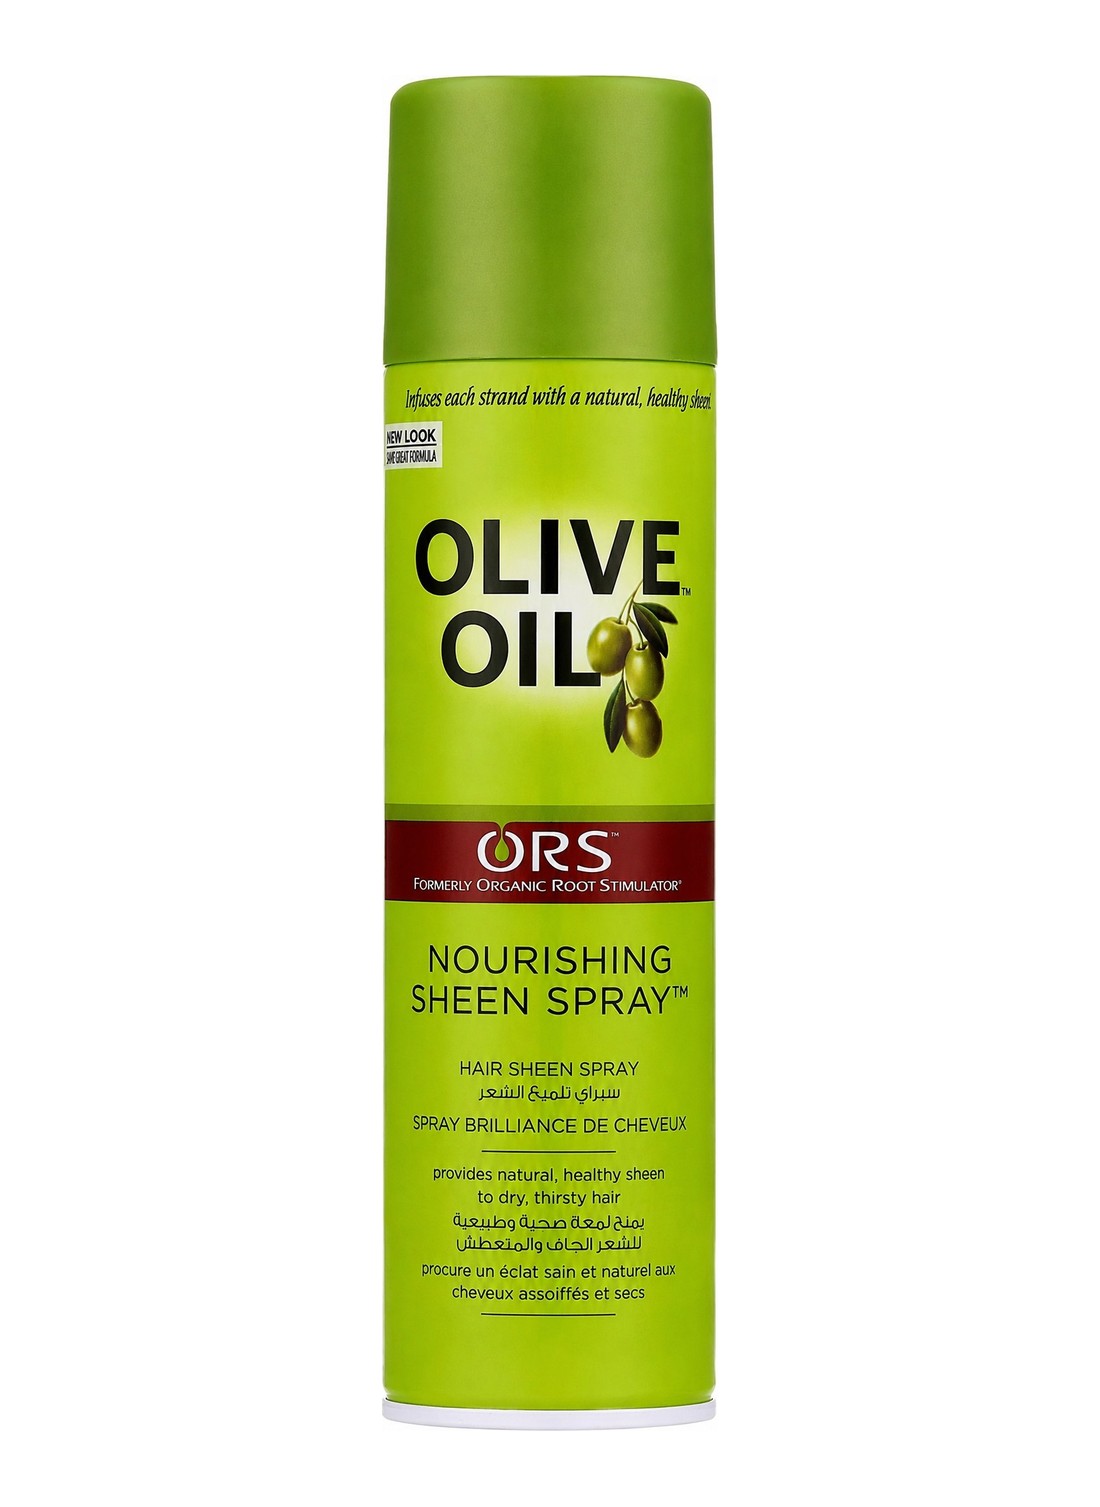 Infuses each strand with a natural, healthy sheen.
NEW LOOK
SAME GREAT FORMULA
OLIVE™
OIL
ORS™
FORMERLY ORGANIC ROOT STIMULATOR®
NOURISHING
SHEEN SPRAY™
HAIR SHEEN SPRAY
سبراي تلميع الشعر
SPRAY BRILLIANCE DE CHEVEUX
provides natural, healthy sheen
to dry, thirsty hair
يمنح لمعة صحية وطبيعية
للشعر الجاف والمتعطش
procure un éclat sain et naturel aux
cheveux assoiffés et secs